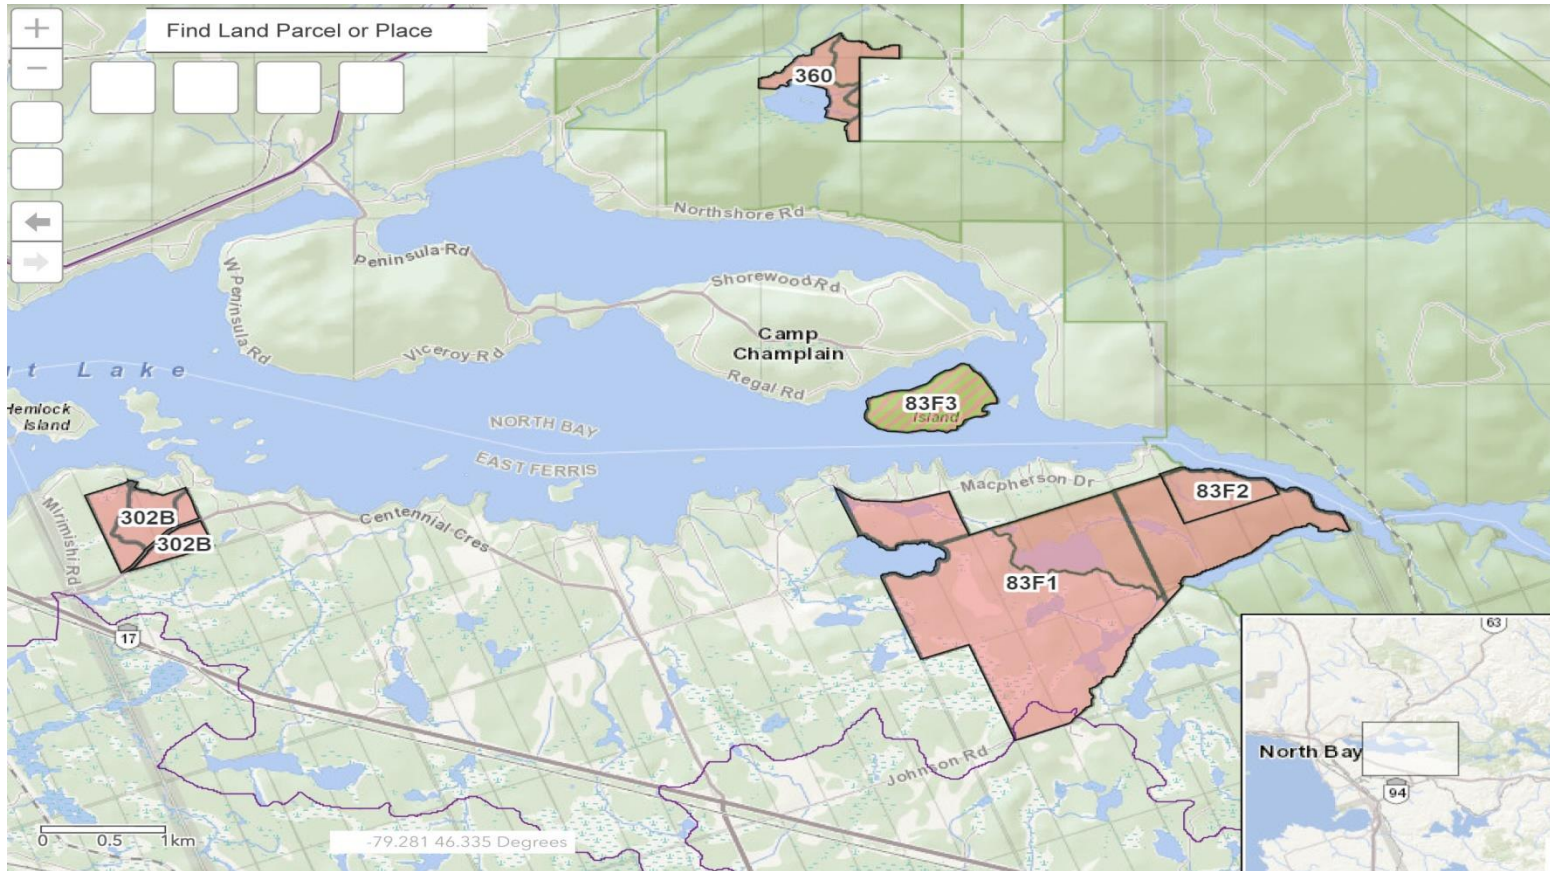 +
Find Land Parcel or Place
−
360
Northshore Rd
Peninsula Rd
W Peninsula Rd
Shorewood Rd
Camp
Champlain
Viceroy Rd
Regal Rd
t Lake
Hemlock
Island
83F3
Island
NORTH BAY
EAST FERRIS
Macpherson Dr
83F2
302B
302B
Centennial Cres
Mirimishi Rd
83F1
17
63
North Bay
94
Johnson Rd
0 0.5 1km
-79.281 46.335 Degrees